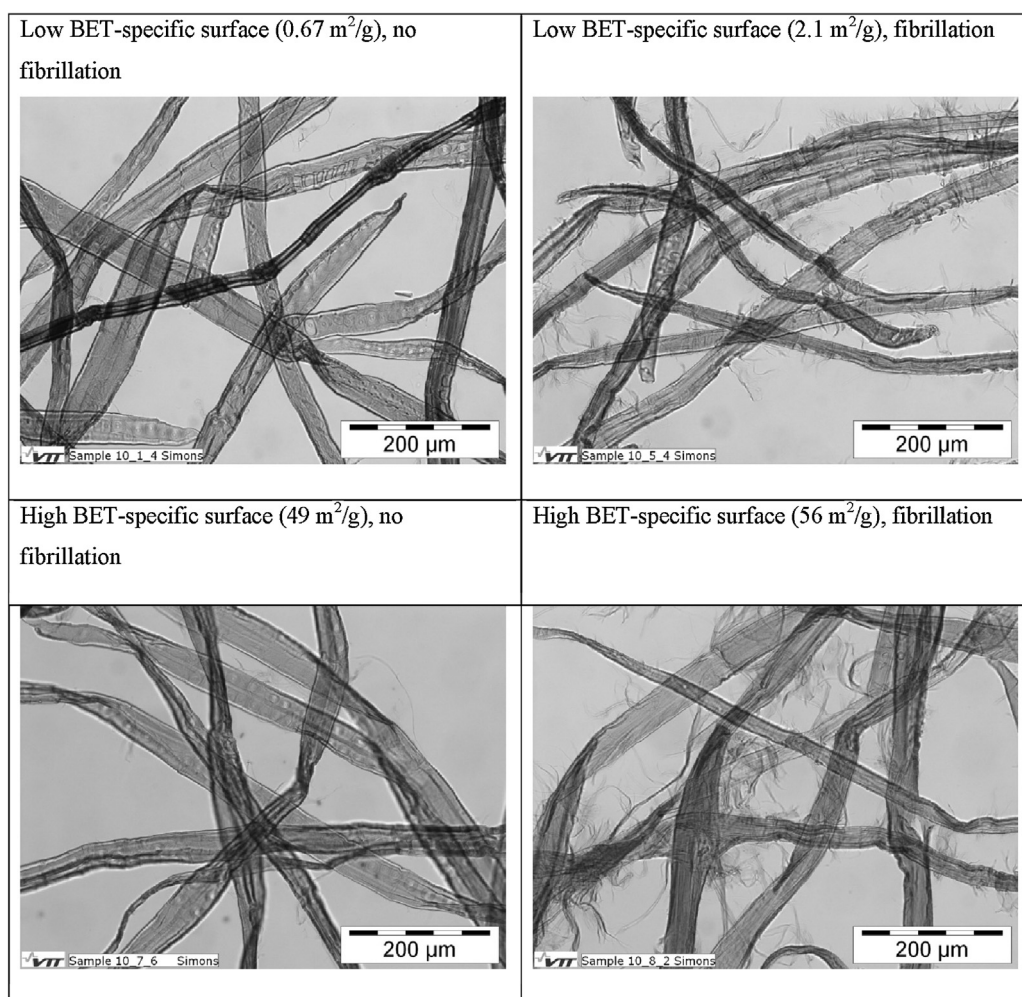 Low BET-specific surface (0.67 m²/g), no
fibrillation
Low BET-specific surface (2.1 m²/g), fibrillation
200 µm
VTT Sample 10_1_4 Simons
200 µm
VTT Sample 10_5_4 Simons
High BET-specific surface (49 m²/g), no
fibrillation
High BET-specific surface (56 m²/g), fibrillation
200 µm
VTT Sample 10_7_6 Simons
200 µm
VTT Sample 10_8_2 Simons